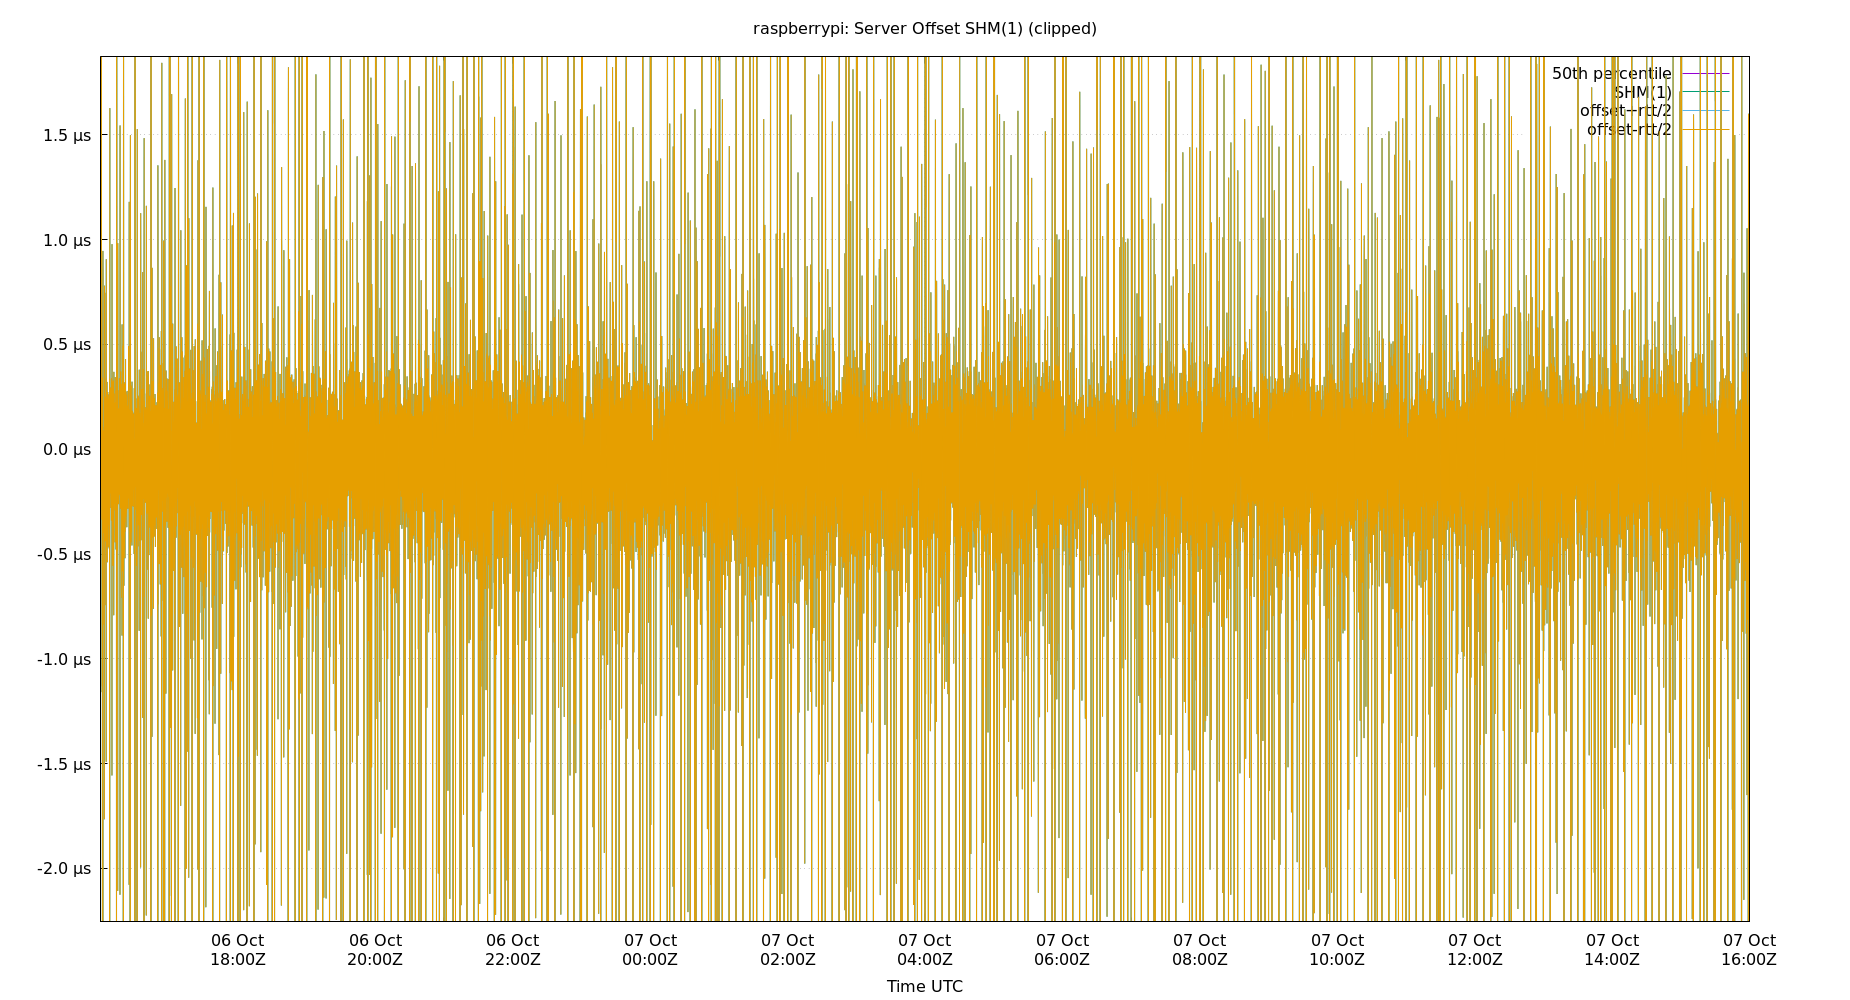 raspberrypi: Server Offset SHM(1) (clipped)
50th percentile
SHM(1)
offset+rtt/2
offset-rtt/2
1.5 μs
1.0 μs
0.5 μs
0.0 μs
-0.5 μs
-1.0 μs
-1.5 μs
-2.0 μs
06 Oct 06 Oct 06 Oct 07 Oct 07 Oct 07 Oct 07 Oct 07 Oct 07 Oct 07 Oct 07 Oct 07 Oct
18:00Z 20:00Z 22:00Z 00:00Z 02:00Z 04:00Z 06:00Z 08:00Z 10:00Z 12:00Z 14:00Z 16:00Z
Time UTC